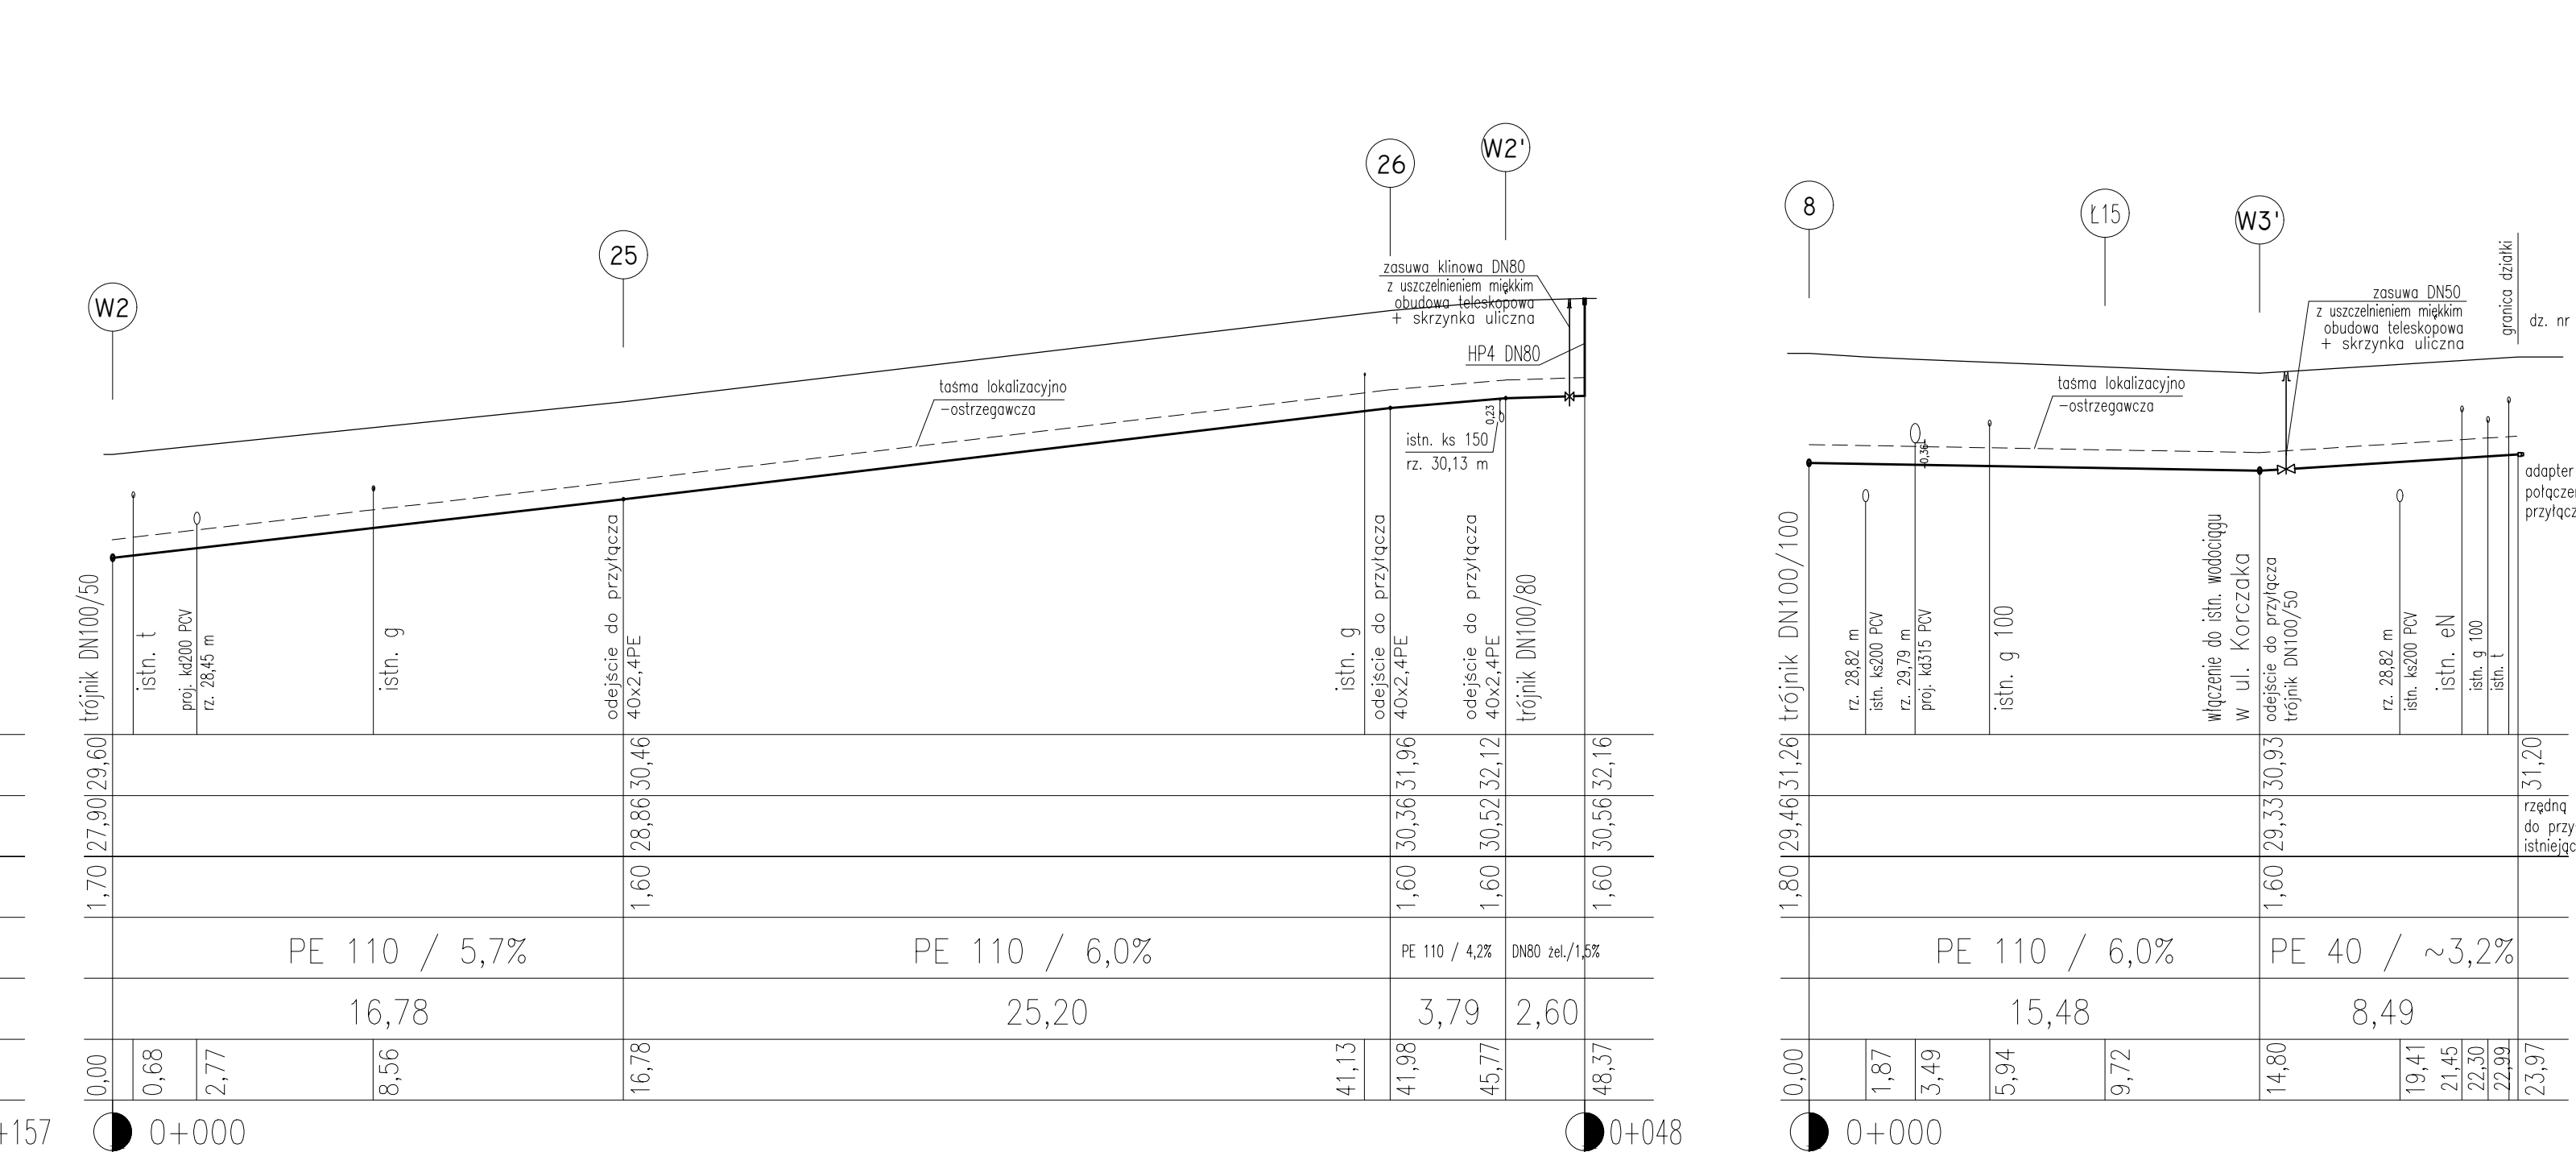 W2
25
26
W2'
zasuwa klinowa DN80
z uszczelnieniem miękkim
obudowa teleskopowa
+ skrzynka uliczna
HP4 DN80
taśma lokalizacyjno
-ostrzegawcza
0,23
istn. ks 150
rz. 30,13 m
trójnik DN100/50
istn. t
proj. kd200 PCV
rz. 28,45 m
istn. g
odejście do przyłącza
40x2,4PE
istn. g
odejście do przyłącza
40x2,4PE
odejście do przyłącza
40x2,4PE
trójnik DN100/80
29,60
30,46
31,96
32,12
32,16
27,90
28,86
30,36
30,52
30,56
1,70
1,60
1,60
1,60
1,60
PE 110 / 5,7%
PE 110 / 6,0%
PE 110 / 4,2%
DN80 żel./1,5%
16,78
25,20
3,79
2,60
0,00
0,68
2,77
8,56
16,78
41,13
41,98
45,77
48,37
+157
0+000
0+048
8
Ł15
W3'
granica działki
dz. nr
zasuwa DN50
z uszczelnieniem miękkim
obudowa teleskopowa
+ skrzynka uliczna
taśma lokalizacyjno
-ostrzegawcza
0,36
adapter
połączen
przyłącz
trójnik DN100/100
rz. 28,82 m
istn. ks200 PCV
rz. 29,79 m
proj. kd315 PCV
istn. g 100
włączenie do istn. wodociągu
w ul. Korczaka
odejście do przyłącza
trójnik DN100/50
rz. 28,82 m
istn. ks200 PCV
istn. eN
istn. g 100
istn. t
31,26
30,93
31,20
29,46
29,33
rzędną
do przy
istniejąc
1,80
1,60
PE 110 / 6,0%
PE 40 / ~3,2%
15,48
8,49
0,00
1,87
3,49
5,94
9,72
14,80
19,41
21,45
22,30
22,99
23,97
0+000